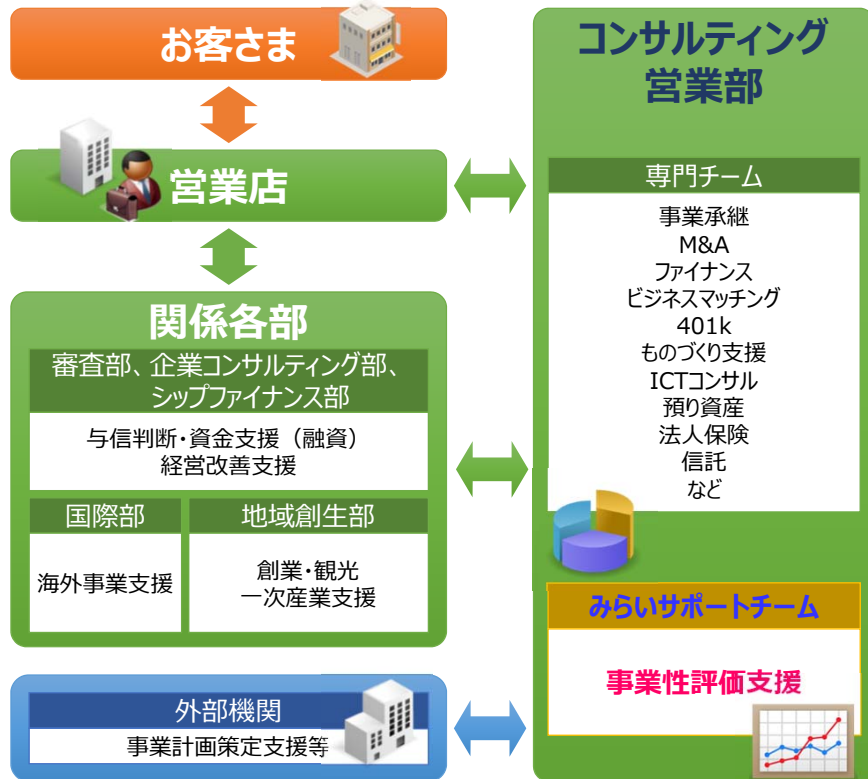 お客さま
営業店
関係各部
審査部、企業コンサルティング部、
シップファイナンス部
与信判断・資金支援（融資）
経営改善支援
国際部
海外事業支援
地域創生部
創業・観光
一次産業支援
外部機関
事業計画策定支援等
コンサルティング
営業部
専門チーム
事業承継
M&A
ファイナンス
ビジネスマッチング
401k
ものづくり支援
ICTコンサル
預り資産
法人保険
信託
など
みらいサポートチーム
事業性評価支援